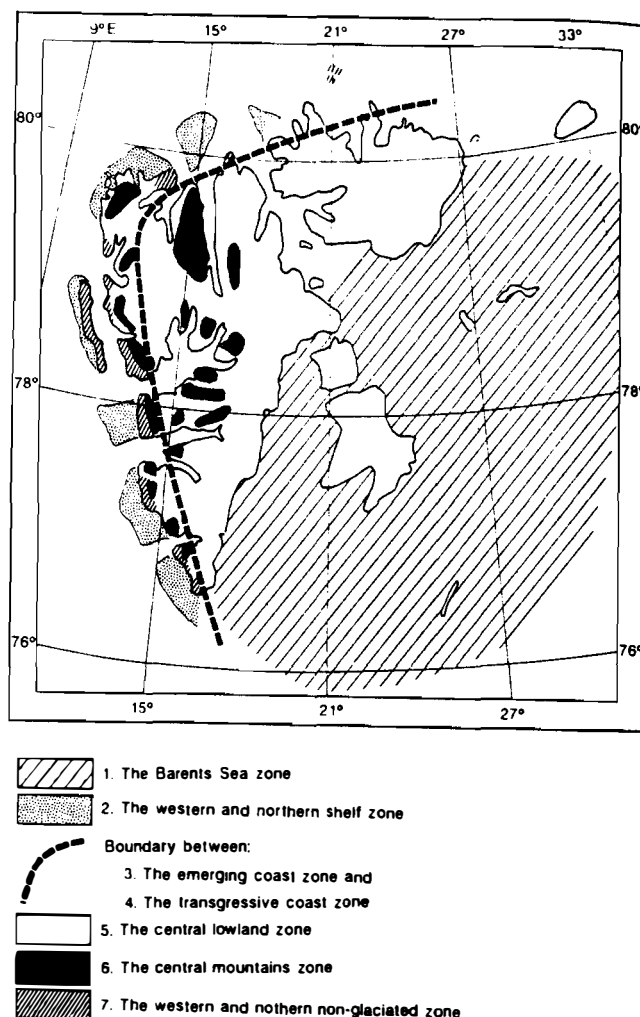 9°E 15° 21° 27° 33°
80° 80°
78° 78°
76° 76°
15° 21° 27°
1. The Barents Sea zone
2. The western and northern shelf zone
Boundary between:
3. The emerging coast zone and
4. The transgressive coast zone
5. The central lowland zone
6. The central mountains zone
7. The western and nothern non-glaciated zone